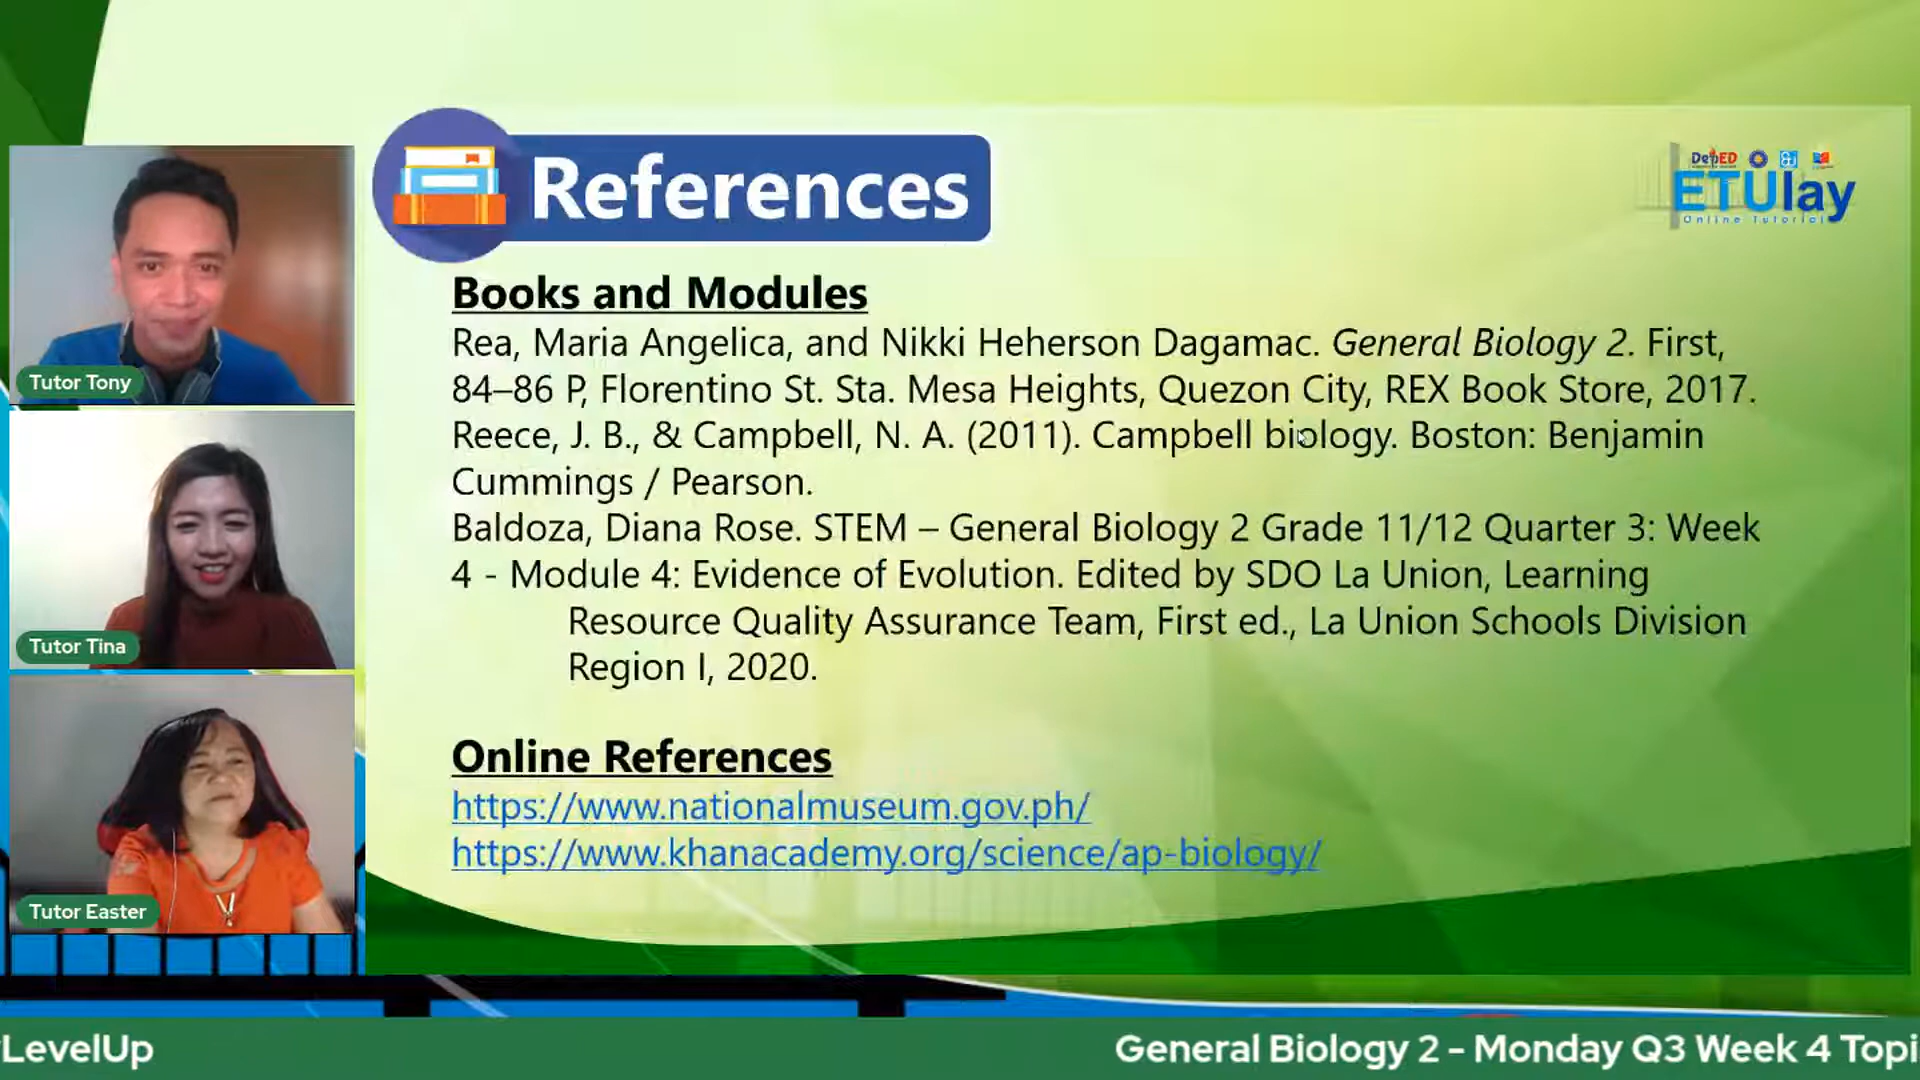 References
DepED
ETUlay
Online Tutorial
Books and Modules
Rea, Maria Angelica, and Nikki Heherson Dagamac. General Biology 2. First,
84–86 P, Florentino St. Sta. Mesa Heights, Quezon City, REX Book Store, 2017.
Reece, J. B., & Campbell, N. A. (2011). Campbell biology. Boston: Benjamin
Cummings / Pearson.
Baldoza, Diana Rose. STEM – General Biology 2 Grade 11/12 Quarter 3: Week
4 - Module 4: Evidence of Evolution. Edited by SDO La Union, Learning
Resource Quality Assurance Team, First ed., La Union Schools Division
Region I, 2020.
Online References
https://www.nationalmuseum.gov.ph/
https://www.khanacademy.org/science/ap-biology/
Tutor Tony
Tutor Tina
Tutor Easter
LevelUp
General Biology 2 - Monday Q3 Week 4 Topi